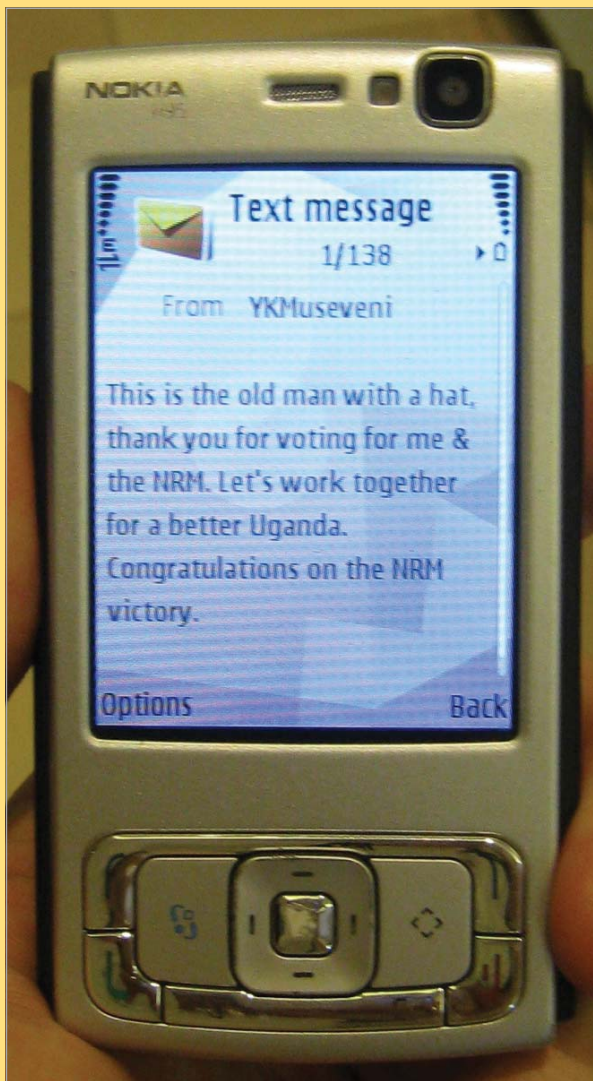 NOKIA
N95
Text message
1/138
From YKMuseveni
This is the old man with a hat,
thank you for voting for me &
the NRM. Let's work together
for a better Uganda.
Congratulations on the NRM
victory.
Options Back